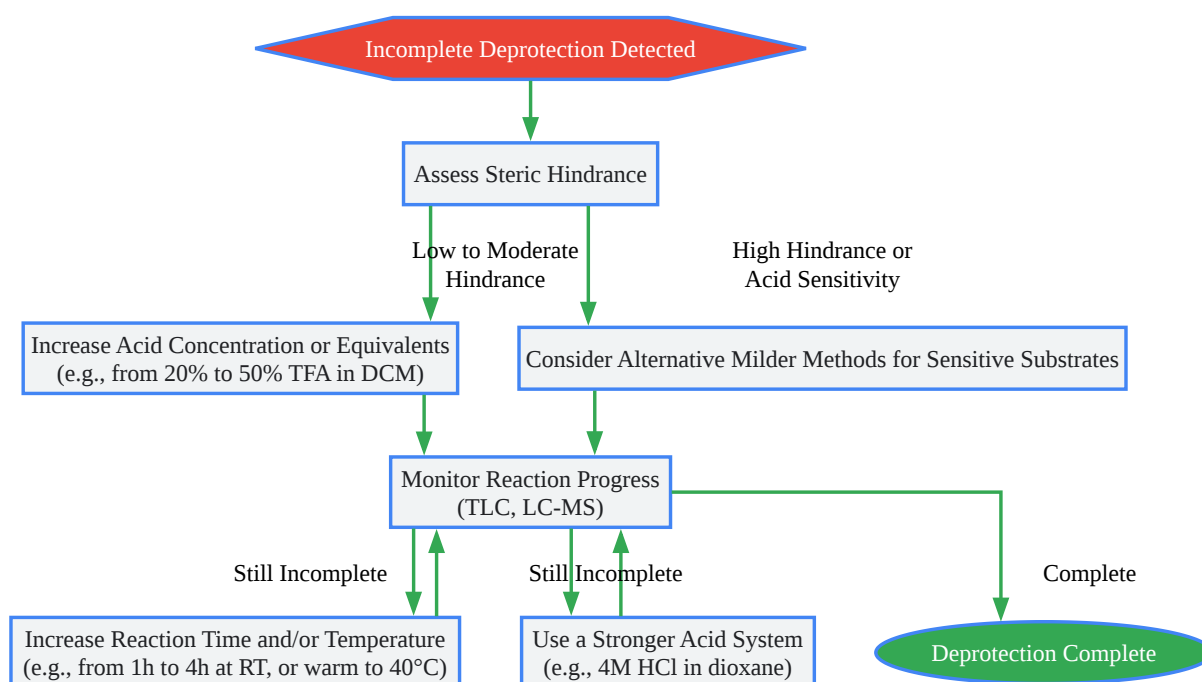 Incomplete Deprotection Detected
Assess Steric Hindrance
Low to Moderate
Hindrance
High Hindrance or
Acid Sensitivity
Increase Acid Concentration or Equivalents
(e.g., from 20% to 50% TFA in DCM)
Consider Alternative Milder Methods for Sensitive Substrates
Monitor Reaction Progress
(TLC, LC-MS)
Still Incomplete
Still Incomplete
Complete
Increase Reaction Time and/or Temperature
(e.g., from 1h to 4h at RT, or warm to 40°C)
Use a Stronger Acid System
(e.g., 4M HCl in dioxane)
Deprotection Complete